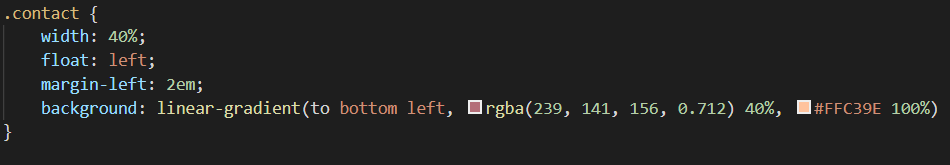 .contact {
    width: 40%;
    float: left;
    margin-left: 2em;
    background: linear-gradient(to bottom left, rgba(239, 141, 156, 0.712) 40%, #FFC39E 100%)
}